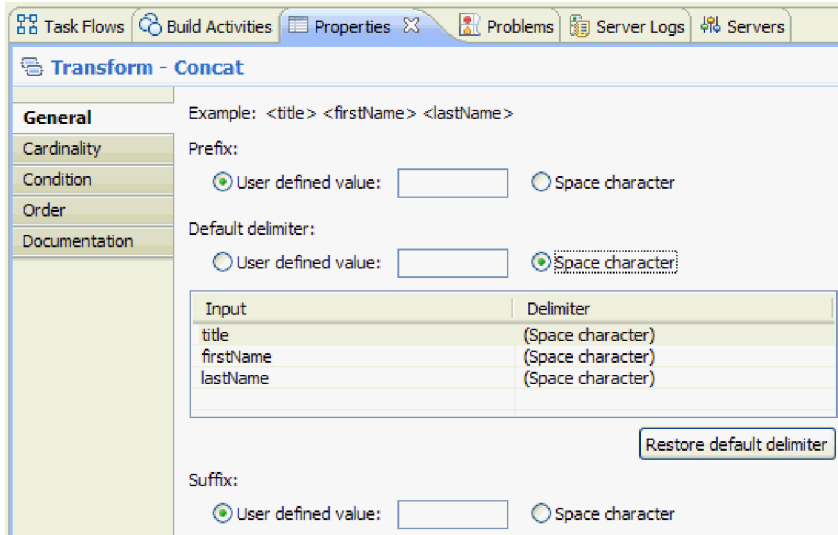 Task Flows Build Activities Properties Problems Server Logs Servers
Transform - Concat
General
Cardinality
Condition
Order
Documentation
Example: <title> <firstName> <lastName>
Prefix:
User defined value: Space character
Default delimiter:
User defined value: Space character
Input Delimiter
title (Space character)
firstName (Space character)
lastName (Space character)
Restore default delimiter
Suffix:
User defined value: Space character